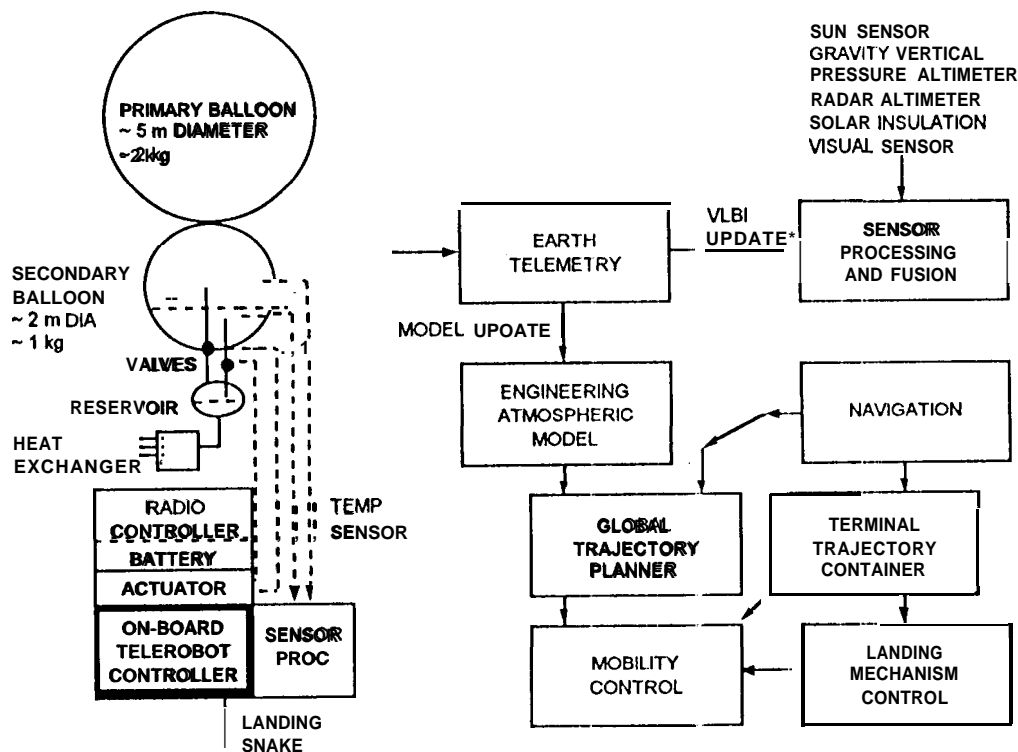 PRIMARY BALLOON
~ 5 m DIAMETER
~ 2 kg
SECONDARY
BALLOON
~ 2 m DIA
~ 1 kg
VALVES
RESERVOIR
HEAT
EXCHANGER
RADIO
CONTROLLER
BATTERY
ACTUATOR
ON-BOARD
TELEROBOT
CONTROLLER
SENSOR
PROC
TEMP
SENSOR
LANDING
SNAKE
SUN SENSOR
GRAVITY VERTICAL
PRESSURE ALTIMETER
RADAR ALTIMETER
SOLAR INSULATION
VISUAL SENSOR
EARTH
TELEMETRY
VLBI
UPDATE*
SENSOR
PROCESSING
AND FUSION
MODEL UPOATE
ENGINEERING
ATMOSPHERIC
MODEL
NAVIGATION
GLOBAL
TRAJECTORY
PLANNER
TERMINAL
TRAJECTORY
CONTAINER
MOBILITY
CONTROL
LANDING
MECHANISM
CONTROL